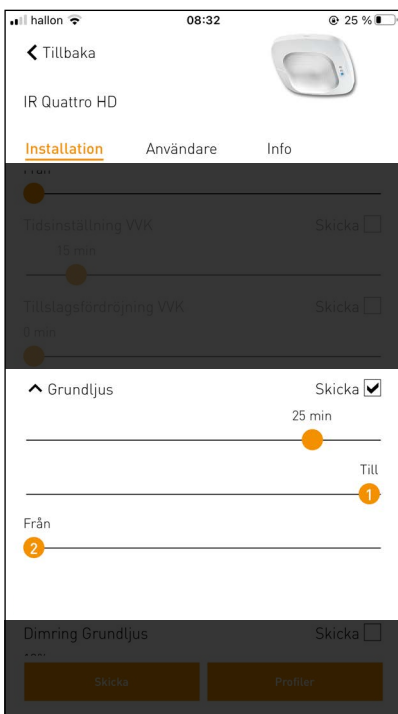 hallon 08:32 25 %
Tillbaka
IR Quattro HD
Installation Användare Info
Från
Tidsinställning VVK Skicka
15 min
Tillslagsfördröjning VVK Skicka
0 min
Grundljus Skicka
25 min
Till
1
Från
2
Dimring Grundljus Skicka
Skicka Profiler